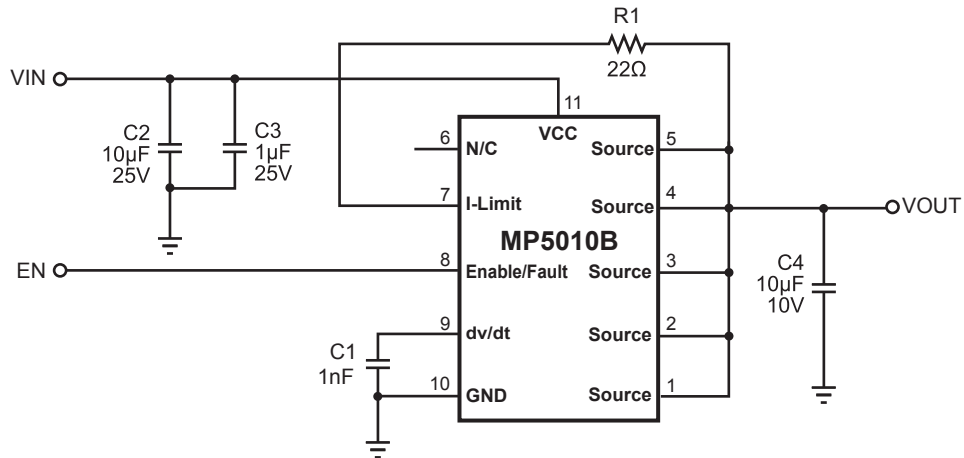 R1
22Ω
VIN
11
VCC
C2
10µF
25V
C3
1µF
25V
6
N/C
Source
5
7
I-Limit
Source
4
MP5010B
VOUT
EN
8
Enable/Fault
Source
3
C4
10µF
10V
9
dv/dt
Source
2
C1
1nF
10
GND
Source
1